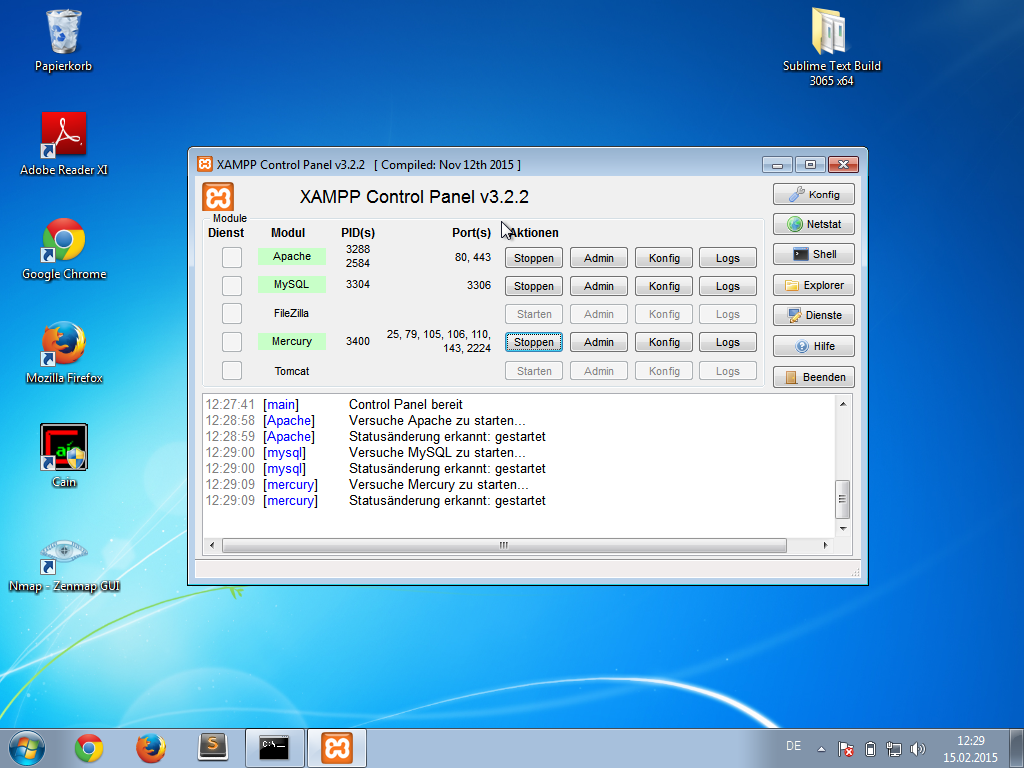 Papierkorb
Sublime Text Build
3065 x64
Adobe Reader XI
Google Chrome
Mozilla Firefox
Cain
Nmap - Zenmap GUI
XAMPP Control Panel v3.2.2 [ Compiled: Nov 12th 2015 ]
XAMPP Control Panel v3.2.2
Konfig
Netstat
Shell
Explorer
Dienste
Hilfe
Beenden
Module
Dienst Modul PID(s) Port(s) Aktionen
Apache 3288 80, 443 Stoppen Admin Konfig Logs
2584
MySQL 3304 3306 Stoppen Admin Konfig Logs
FileZilla Starten Admin Konfig Logs
Mercury 3400 25, 79, 105, 106, 110, Stoppen Admin Konfig Logs
143, 2224
Tomcat Starten Admin Konfig Logs
12:27:41 [main] Control Panel bereit
12:28:58 [Apache] Versuche Apache zu starten...
12:28:59 [Apache] Statusänderung erkannt: gestartet
12:29:00 [mysql] Versuche MySQL zu starten...
12:29:00 [mysql] Statusänderung erkannt: gestartet
12:29:09 [mercury] Versuche Mercury zu starten...
12:29:09 [mercury] Statusänderung erkannt: gestartet
DE
12:29
15.02.2015